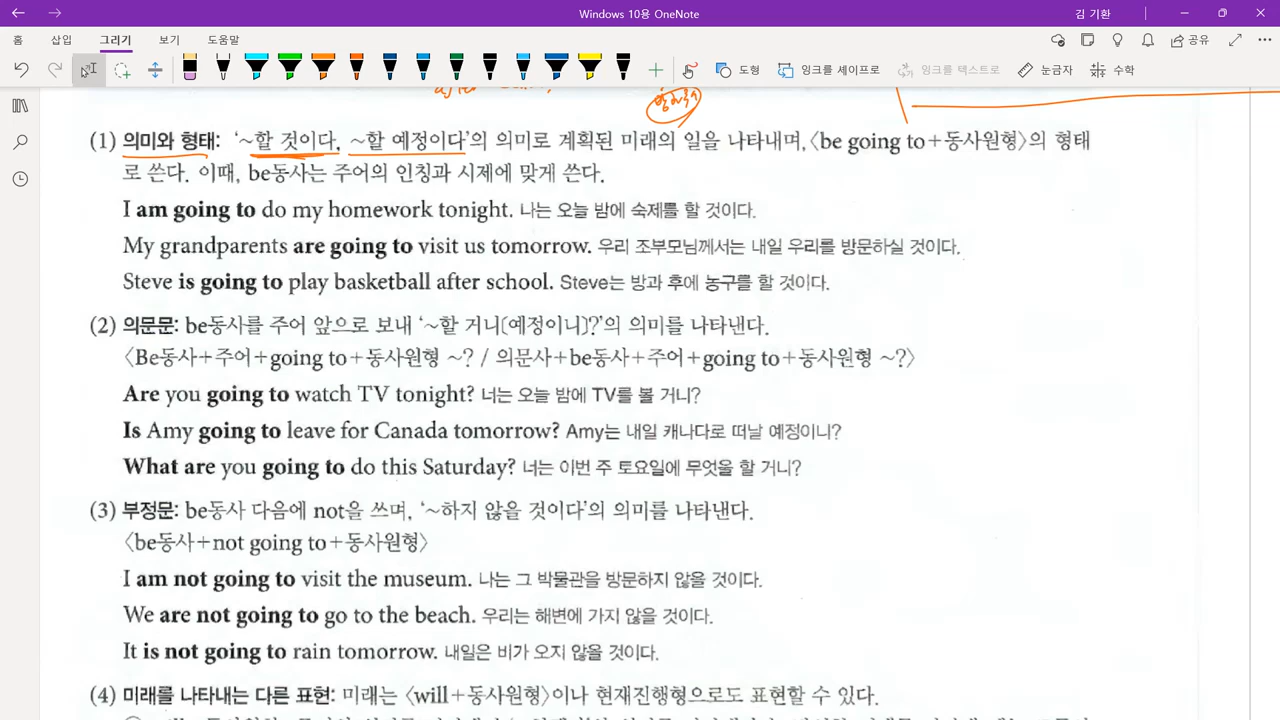 Windows 10용 OneNote
김 기환
홈 삽입 그리기 보기 도움말
공유
도형 잉크를 셰이프로 잉크를 텍스트로 눈금자 수학
(1) 의미와 형태: '~할 것이다, ~할 예정이다'의 의미로 계획된 미래의 일을 나타내며, 〈be going to+동사원형〉의 형태
로 쓴다. 이때, be동사는 주어의 인칭과 시제에 맞게 쓴다.
I am going to do my homework tonight. 나는 오늘 밤에 숙제를 할 것이다.
My grandparents are going to visit us tomorrow. 우리 조부모님께서는 내일 우리를 방문하실 것이다.
Steve is going to play basketball after school. Steve는 방과 후에 농구를 할 것이다.
(2) 의문문: be동사를 주어 앞으로 보내 '~할 거니(예정이니)?'의 의미를 나타낸다.
〈Be동사+주어+going to+동사원형 ~? / 의문사+be동사+주어+going to+동사원형 ~?〉
Are you going to watch TV tonight? 너는 오늘 밤에 TV를 볼 거니?
Is Amy going to leave for Canada tomorrow? Amy는 내일 캐나다로 떠날 예정이니?
What are you going to do this Saturday? 너는 이번 주 토요일에 무엇을 할 거니?
(3) 부정문: be동사 다음에 not을 쓰며, '~하지 않을 것이다'의 의미를 나타낸다.
〈be동사+not going to+동사원형〉
I am not going to visit the museum. 나는 그 박물관을 방문하지 않을 것이다.
We are not going to go to the beach. 우리는 해변에 가지 않을 것이다.
It is not going to rain tomorrow. 내일은 비가 오지 않을 것이다.
(4) 미래를 나타내는 다른 표현: 미래는 〈will+동사원형〉이나 현재진행형으로도 표현할 수 있다.